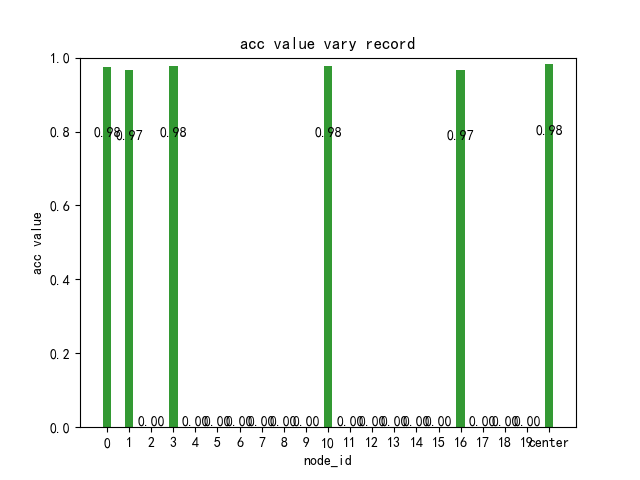 acc value vary record
1.0
0.8
0.6
0.4
0.2
0.0
acc value
0.98 0.97 0.98 0.98 0.97 0.98
0.00 0.00 0.00 0.00 0.00 0.00 0.00 0.00 0.00 0.00 0.00 0.00 0.00 0.00 0.00
0 1 2 3 4 5 6 7 8 9 10 11 12 13 14 15 16 17 18 19 center
node_id